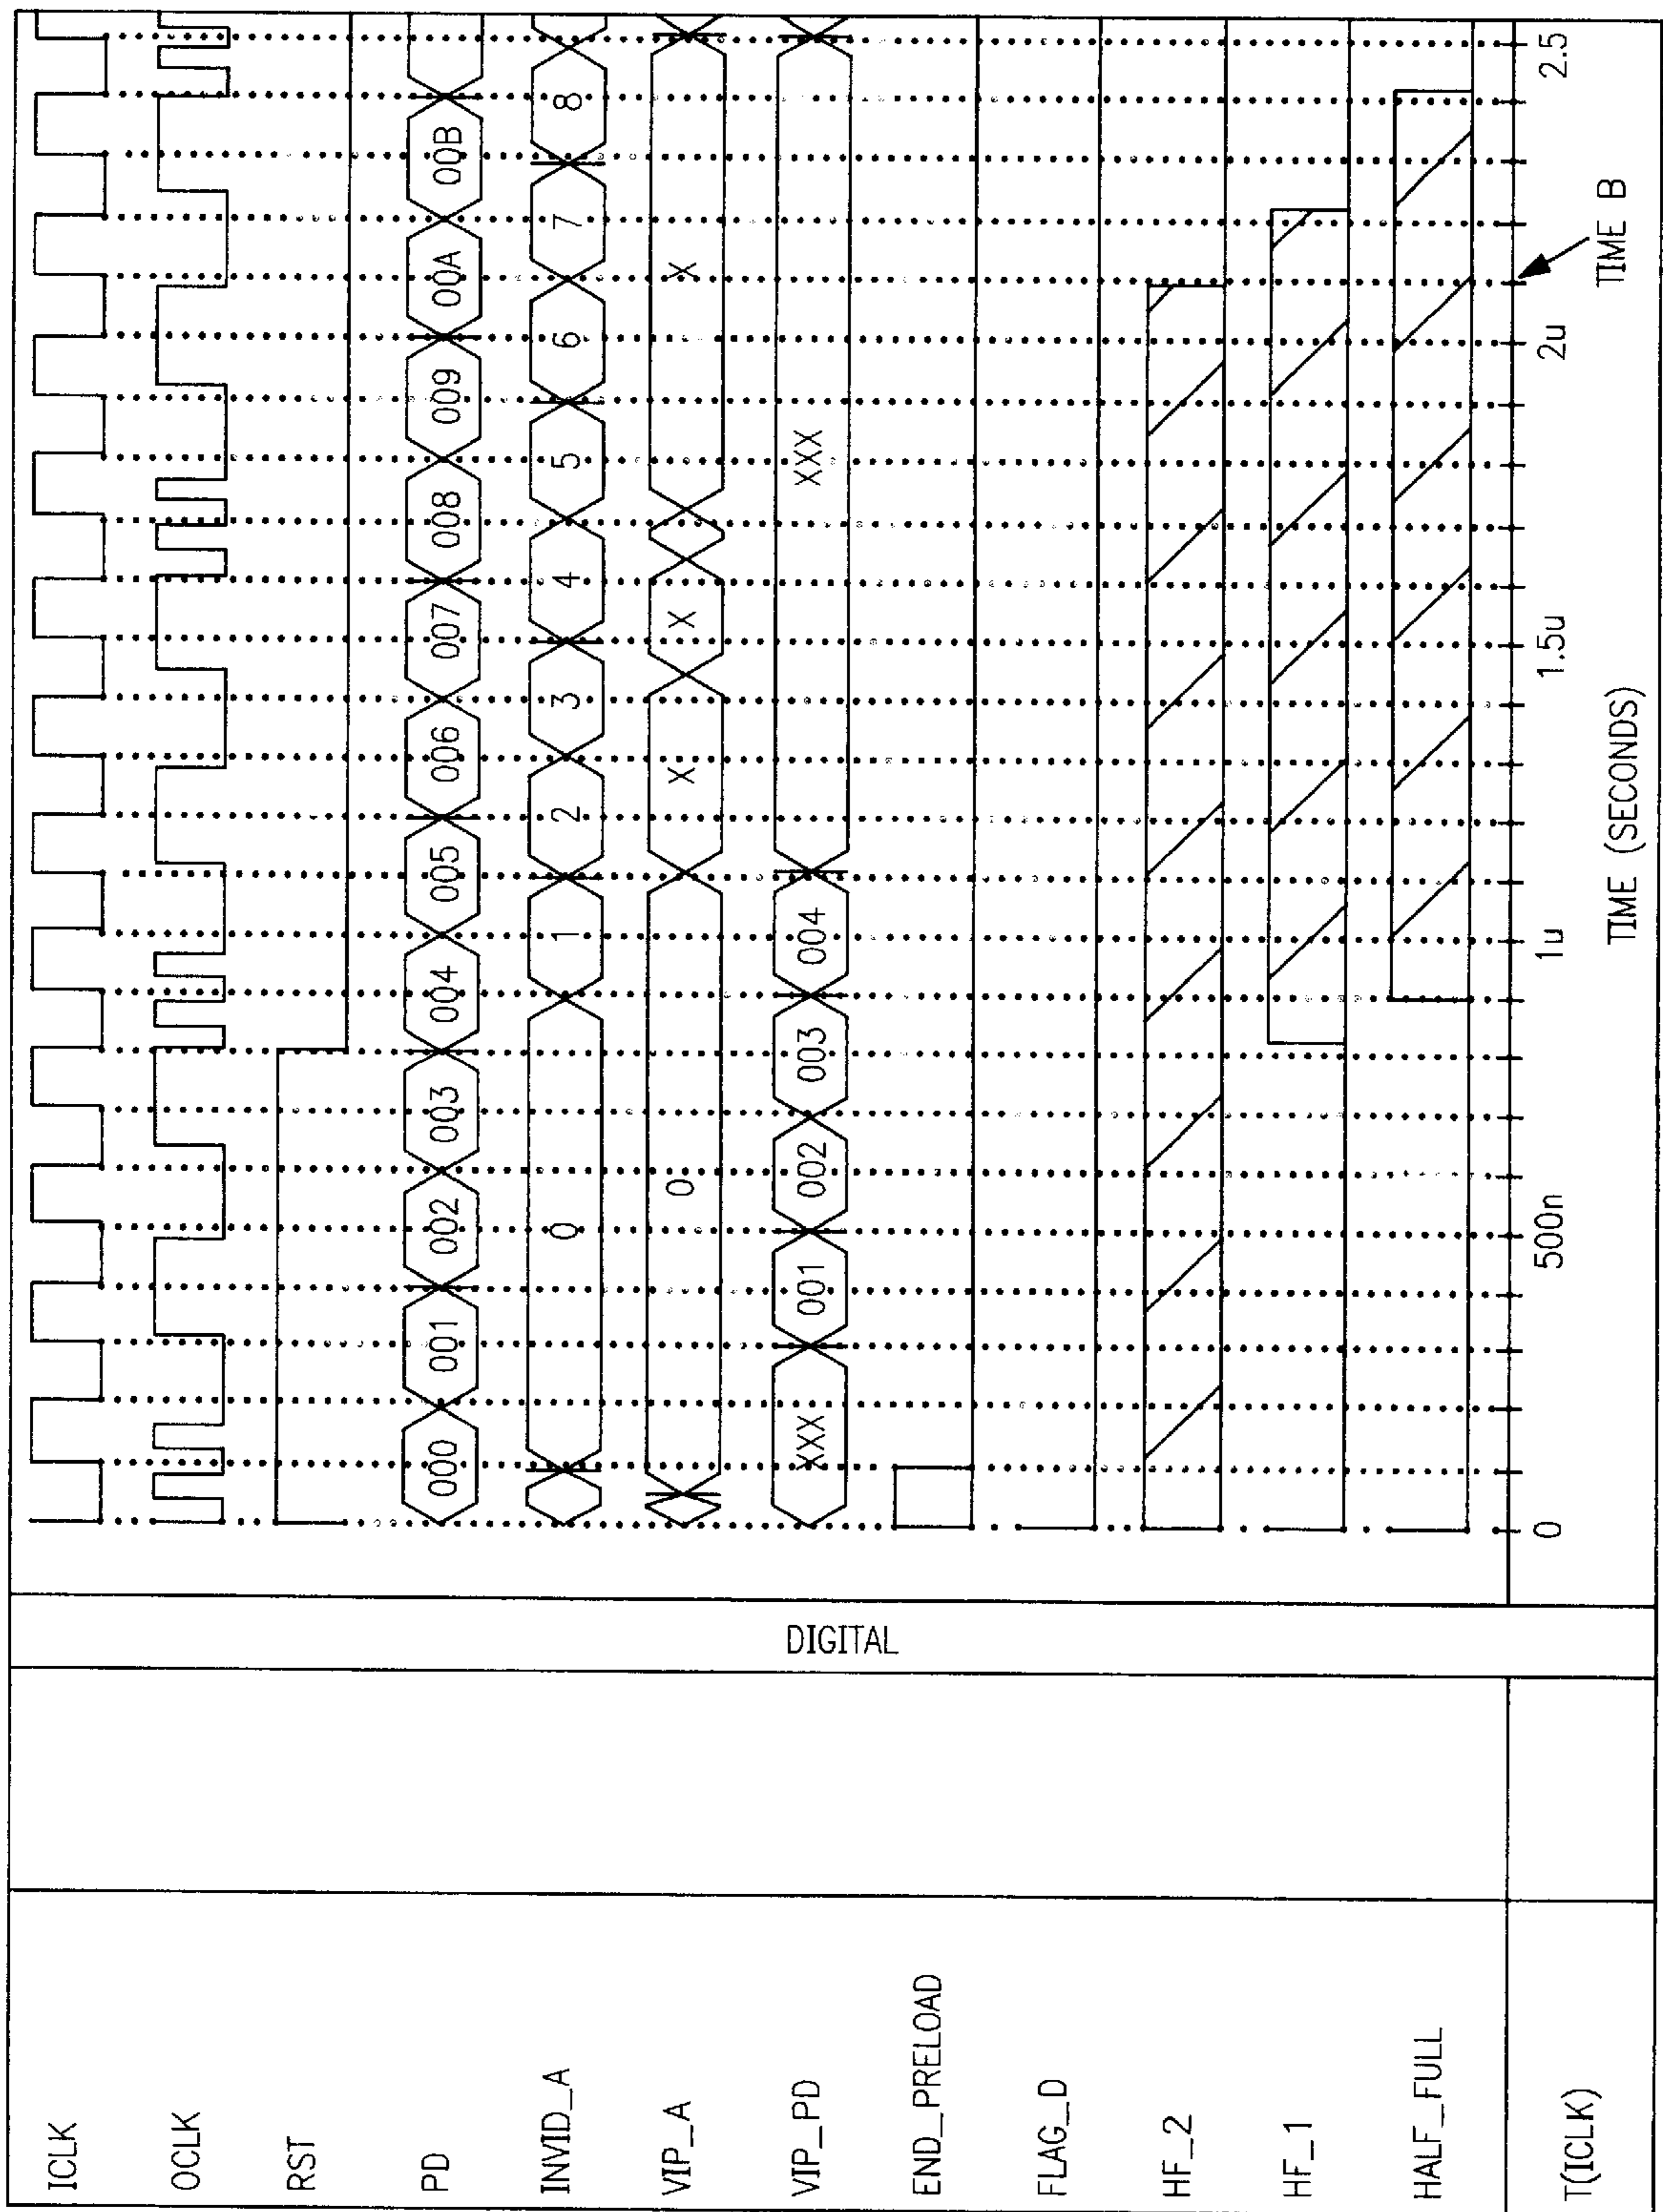 ICLK
OCLK
RST
PD 000 001 002 003 004 005 006 007 008 009 00A 00B
INVID_A 0 1 2 3 4 5 6 7 8
VIP_A 0 X X X
VIP_PD XXX 001 002 003 004 XXX
END_PRELOAD
FLAG_D
HF_2
HF_1
HALF_FULL
DIGITAL
T(ICLK) 0 500n 1u 1.5u 2u 2.5
TIME B
TIME (SECONDS)